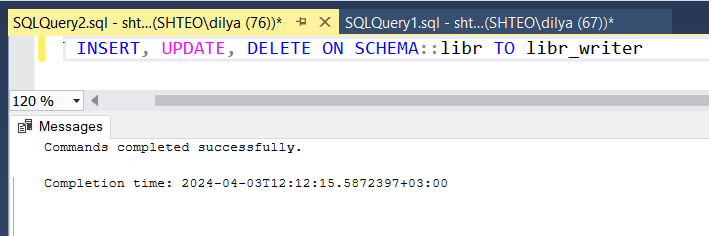 SQLQuery2.sql - sht...(SHTEO\dilya (76))* SQLQuery1.sql - sht...(SHTEO\dilya (67))*
INSERT, UPDATE, DELETE ON SCHEMA::libr TO libr_writer
120 %
Messages
Commands completed successfully.
Completion time: 2024-04-03T12:12:15.5872397+03:00